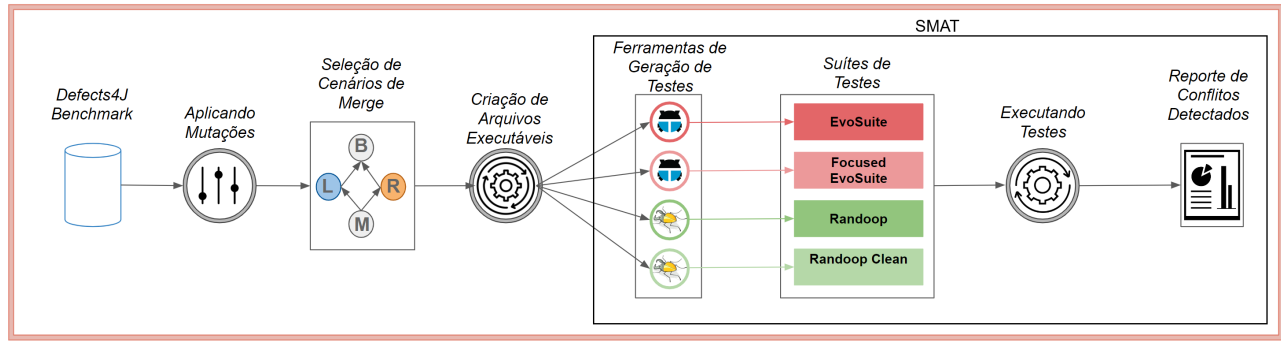 Defects4J
Benchmark
Aplicando
Mutações
Seleção de
Cenários de
Merge
B
L
R
M
Criação de
Arquivos
Executáveis
SMAT
Ferramentas de
Geração de
Testes
Suítes de
Testes
EvoSuite
Focused
EvoSuite
Randoop
Randoop Clean
Executando
Testes
Reporte de
Conflitos
Detectados